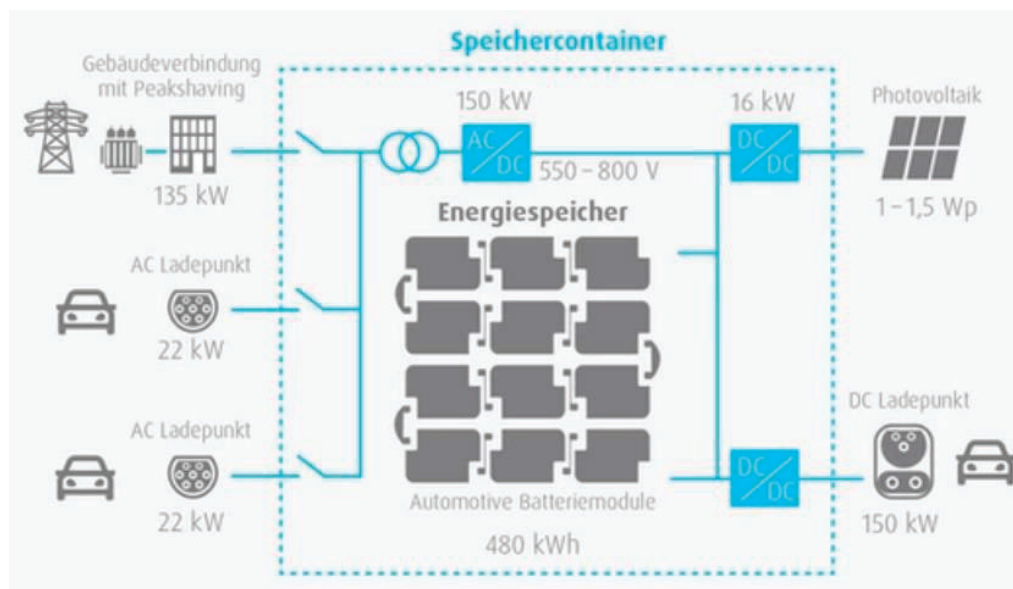 Speichercontainer
Gebäudeverbindung
mit Peakshaving
135 kW
150 kW
AC
DC
550 – 800 V
16 kW
DC
DC
Photovoltaik
1 – 1,5 Wp
Energiespeicher
AC Ladepunkt
22 kW
AC Ladepunkt
22 kW
Automotive Batteriemodule
480 kWh
DC
DC
DC Ladepunkt
150 kW